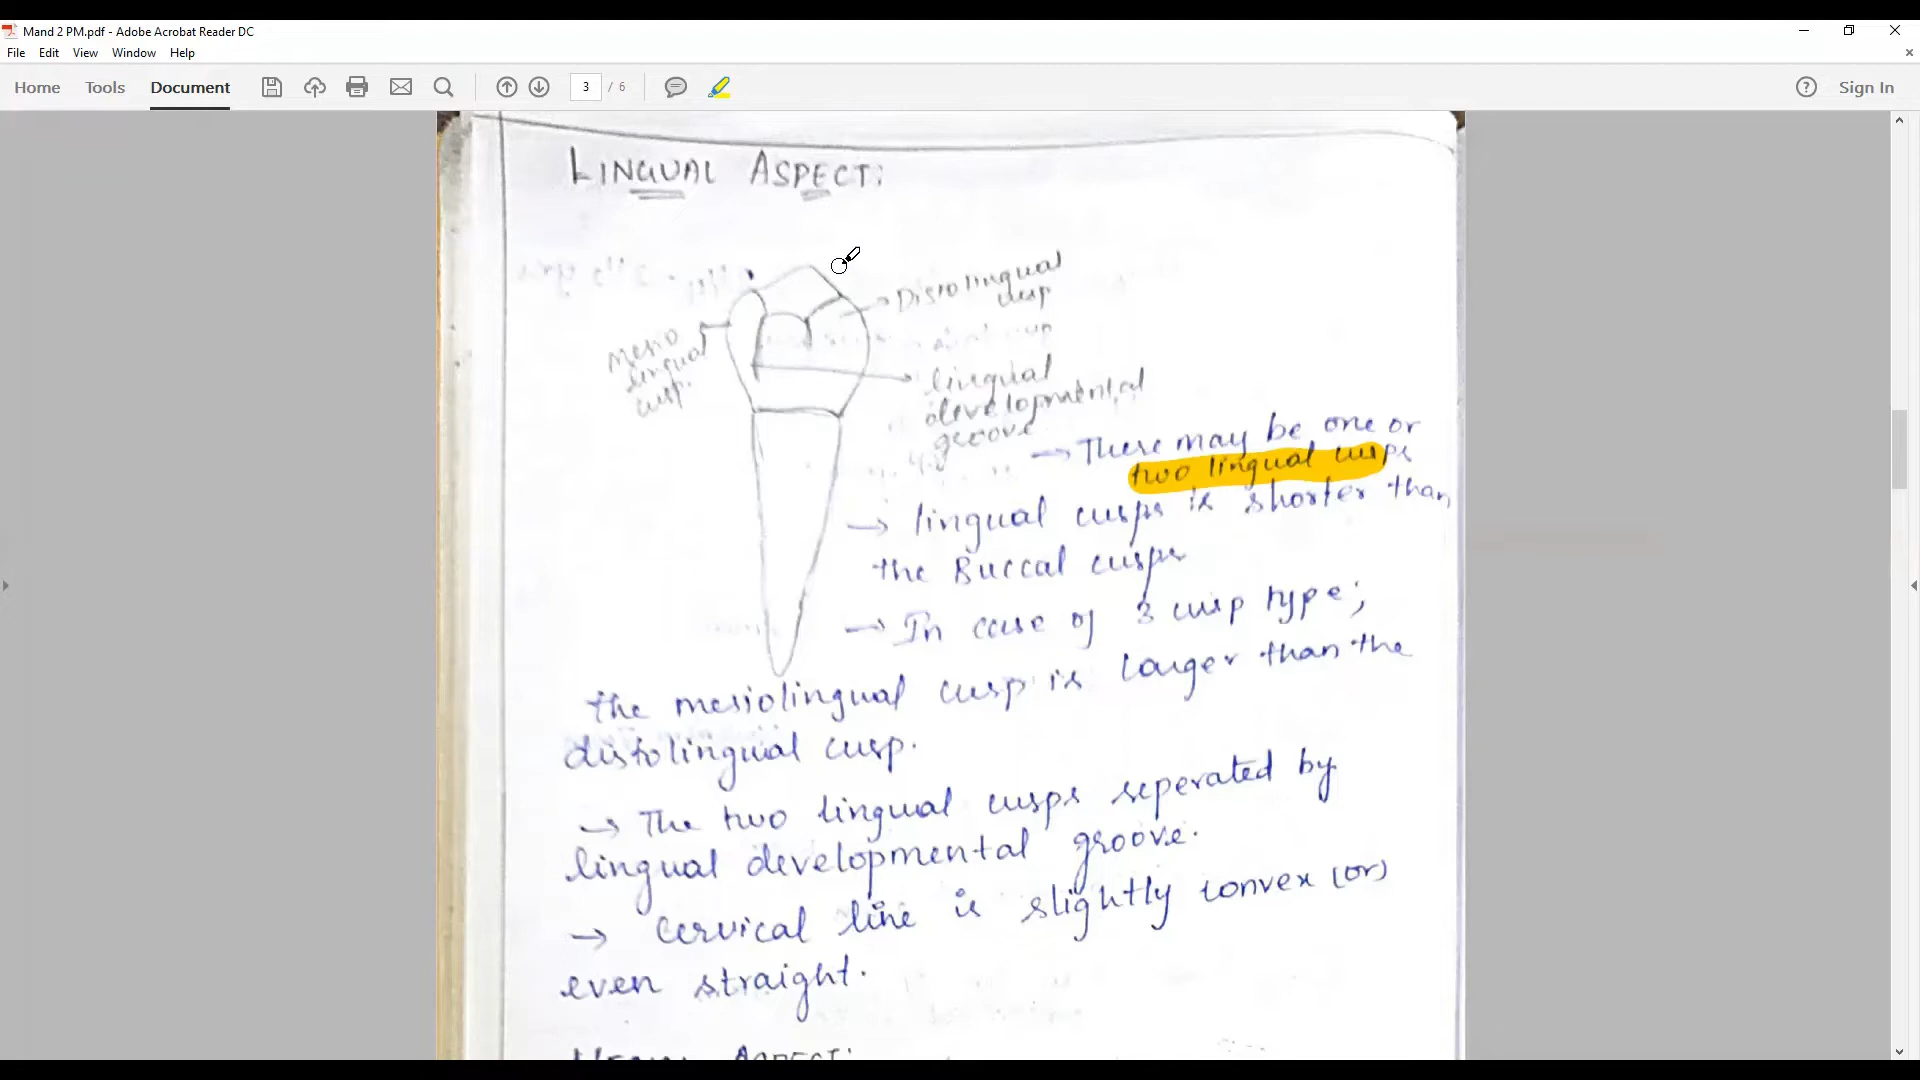 Mand 2 PM.pdf - Adobe Acrobat Reader DC
File Edit View Window Help
Home Tools Document 3 / 6 Sign In
LINGUAL ASPECT:
Distolingual
cusp
mesio
lingual
cusp.
lingual
developmental
groove
→ There may be one or
two lingual cusps
→ lingual cusps is shorter than
the Buccal cusps
→ In case of 3 cusp type;
the mesiolingual cusp is larger than the
distolingual cusp.
→ The two lingual cusps seperated by
lingual developmental groove.
→ Cervical line is slightly convex (or)
even straight.
ASPECT: